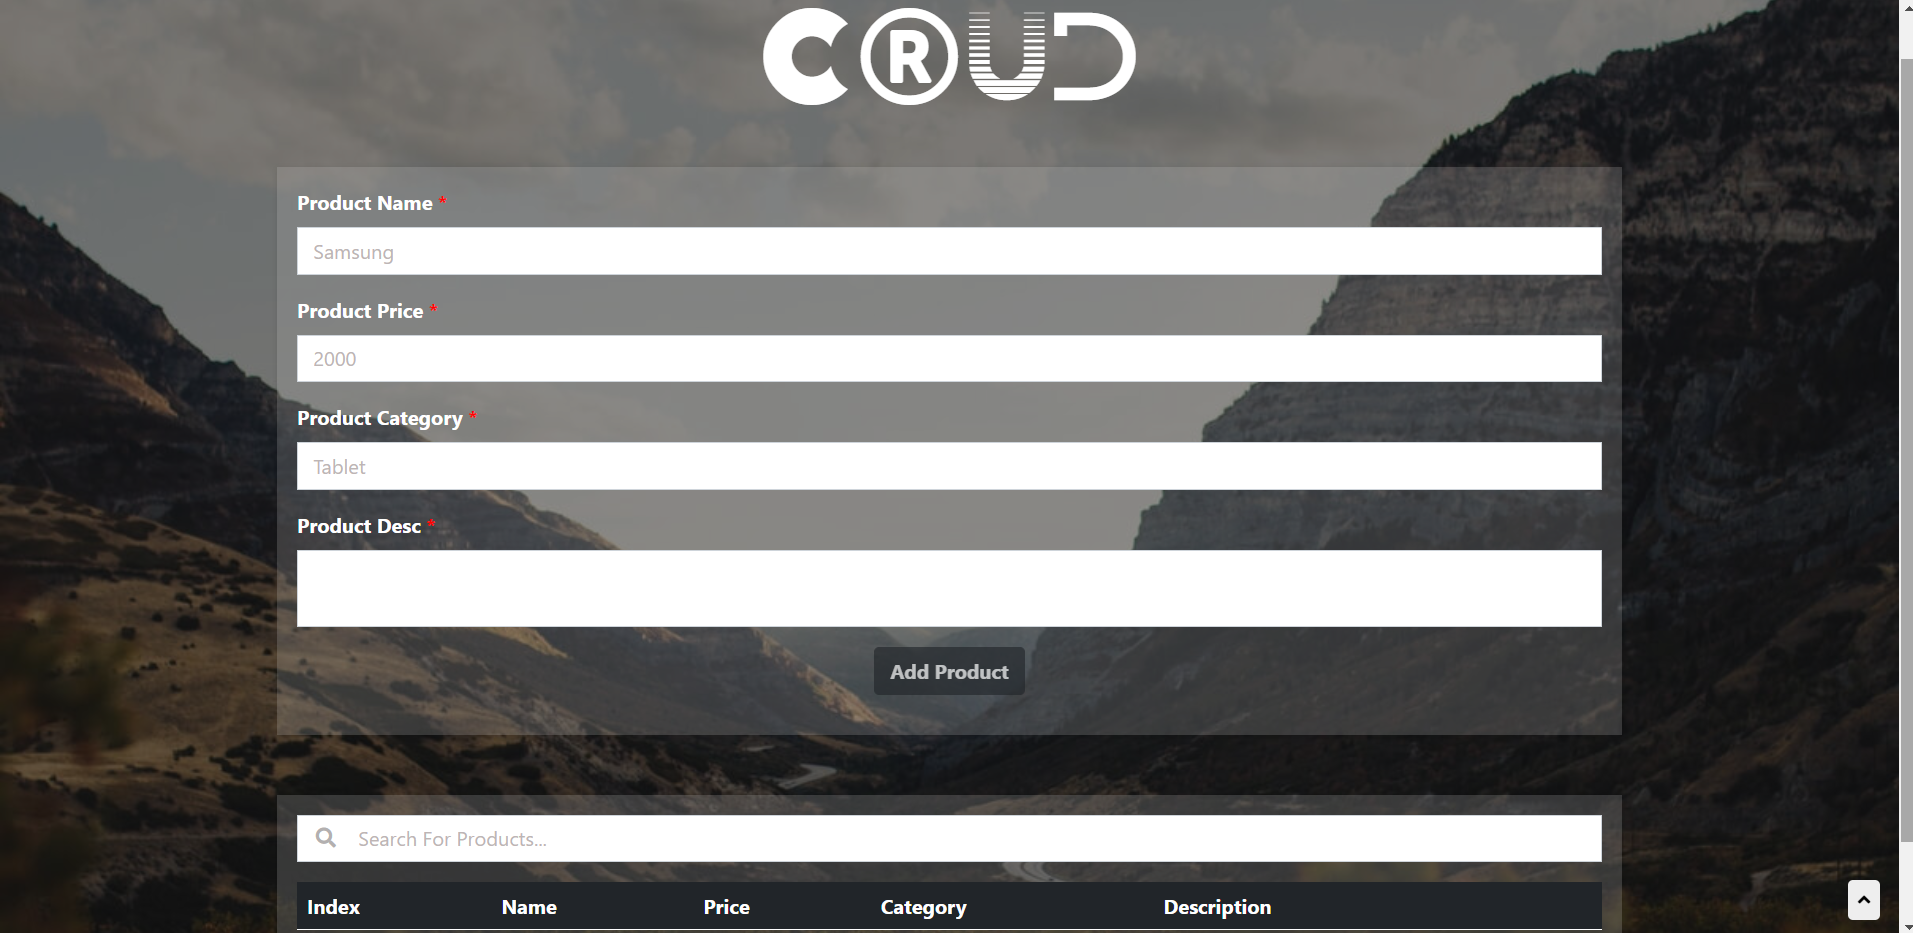 CRUD
Product Name *
Samsung
Product Price *
2000
Product Category *
Tablet
Product Desc *
Add Product
Search For Products...
Index Name Price Category Description